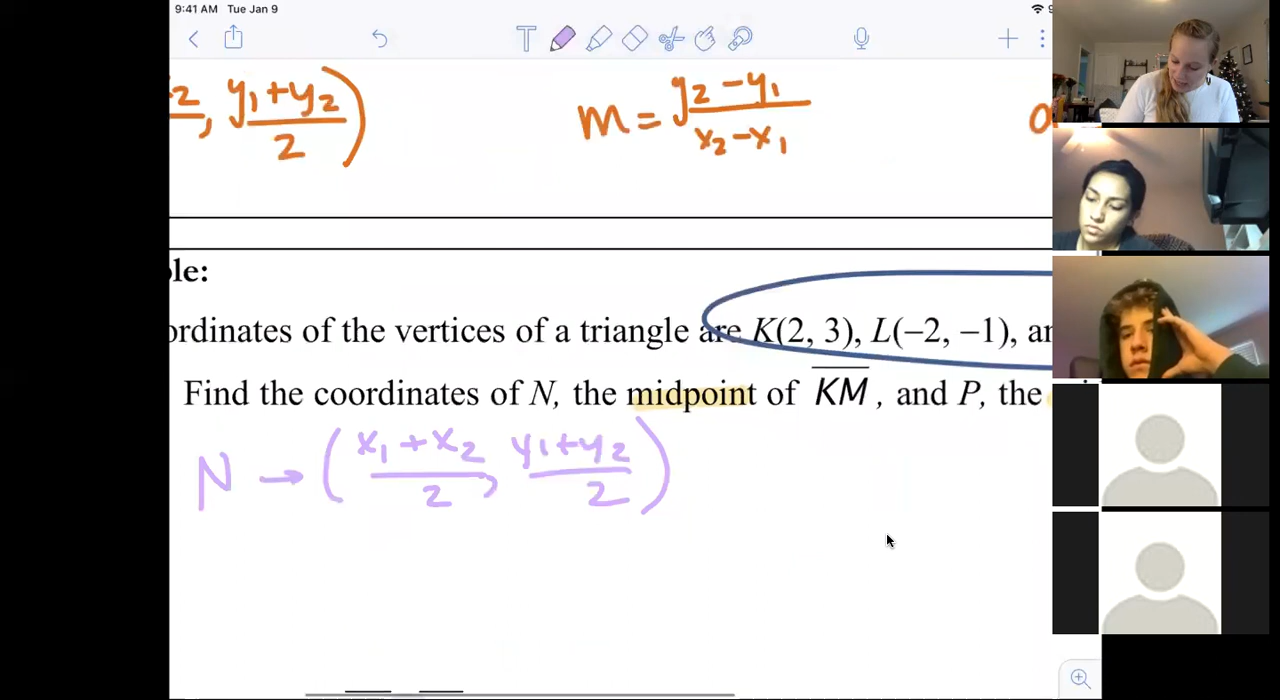 9:41 AM Tue Jan 9
2, y₁+y₂/2)
m = y₂-y₁/x₂-x₁
le:
ordinates of the vertices of a triangle are K(2, 3), L(−2, −1), an
Find the coordinates of N, the midpoint of KM, and P, the
N → (x₁+x₂/2, y₁+y₂/2)